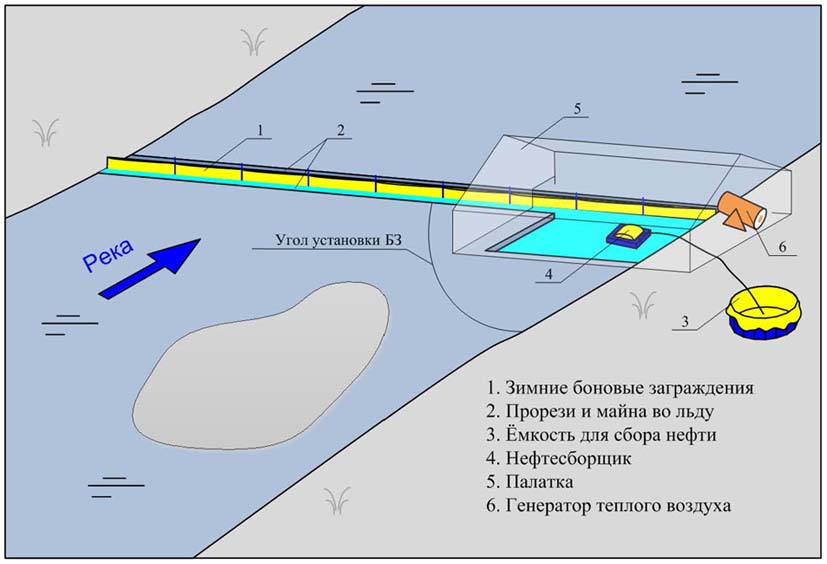 1
2
5
Угол установки БЗ
Река
4
6
3
1. Зимние боновые заграждения
2. Прорези и майна во льду
3. Ёмкость для сбора нефти
4. Нефтесборщик
5. Палатка
6. Генератор теплого воздуха